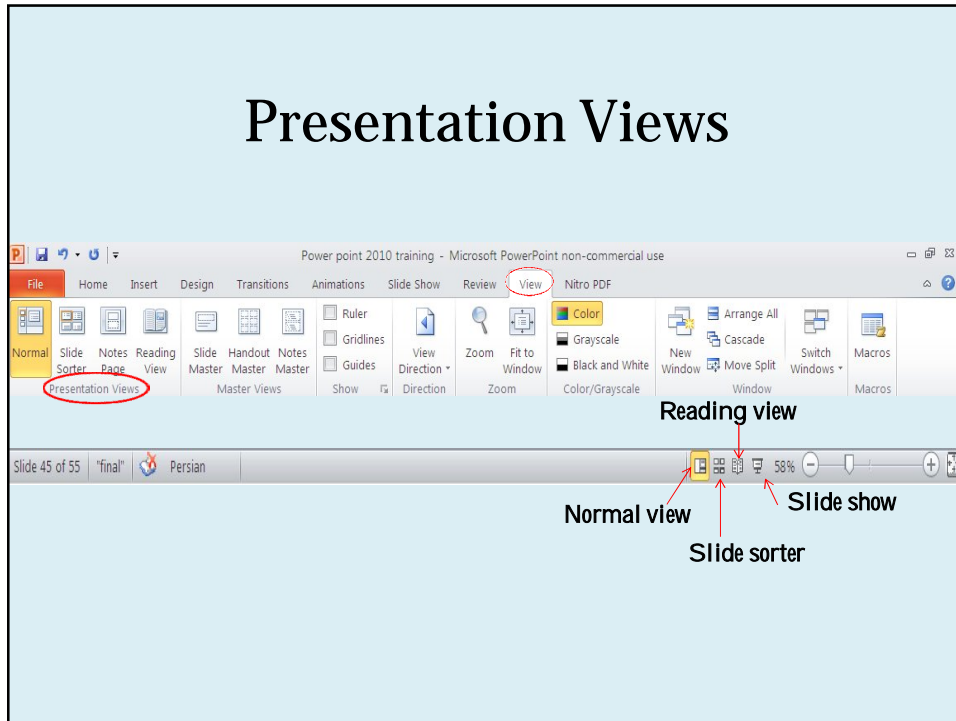 Presentation Views
Power point 2010 training - Microsoft PowerPoint non-commercial use
File Home Insert Design Transitions Animations Slide Show Review View Nitro PDF
Normal
Slide Sorter
Notes Page
Reading View
Presentation Views
Slide Master
Handout Master
Notes Master
Master Views
Ruler
Gridlines
Guides
Show
View Direction
Direction
Zoom
Fit to Window
Zoom
Color
Grayscale
Black and White
Color/Grayscale
New Window
Arrange All
Cascade
Move Split
Switch Windows
Window
Macros
Macros
Reading view
Slide 45 of 55 "final" Persian 58%
Normal view
Slide show
Slide sorter